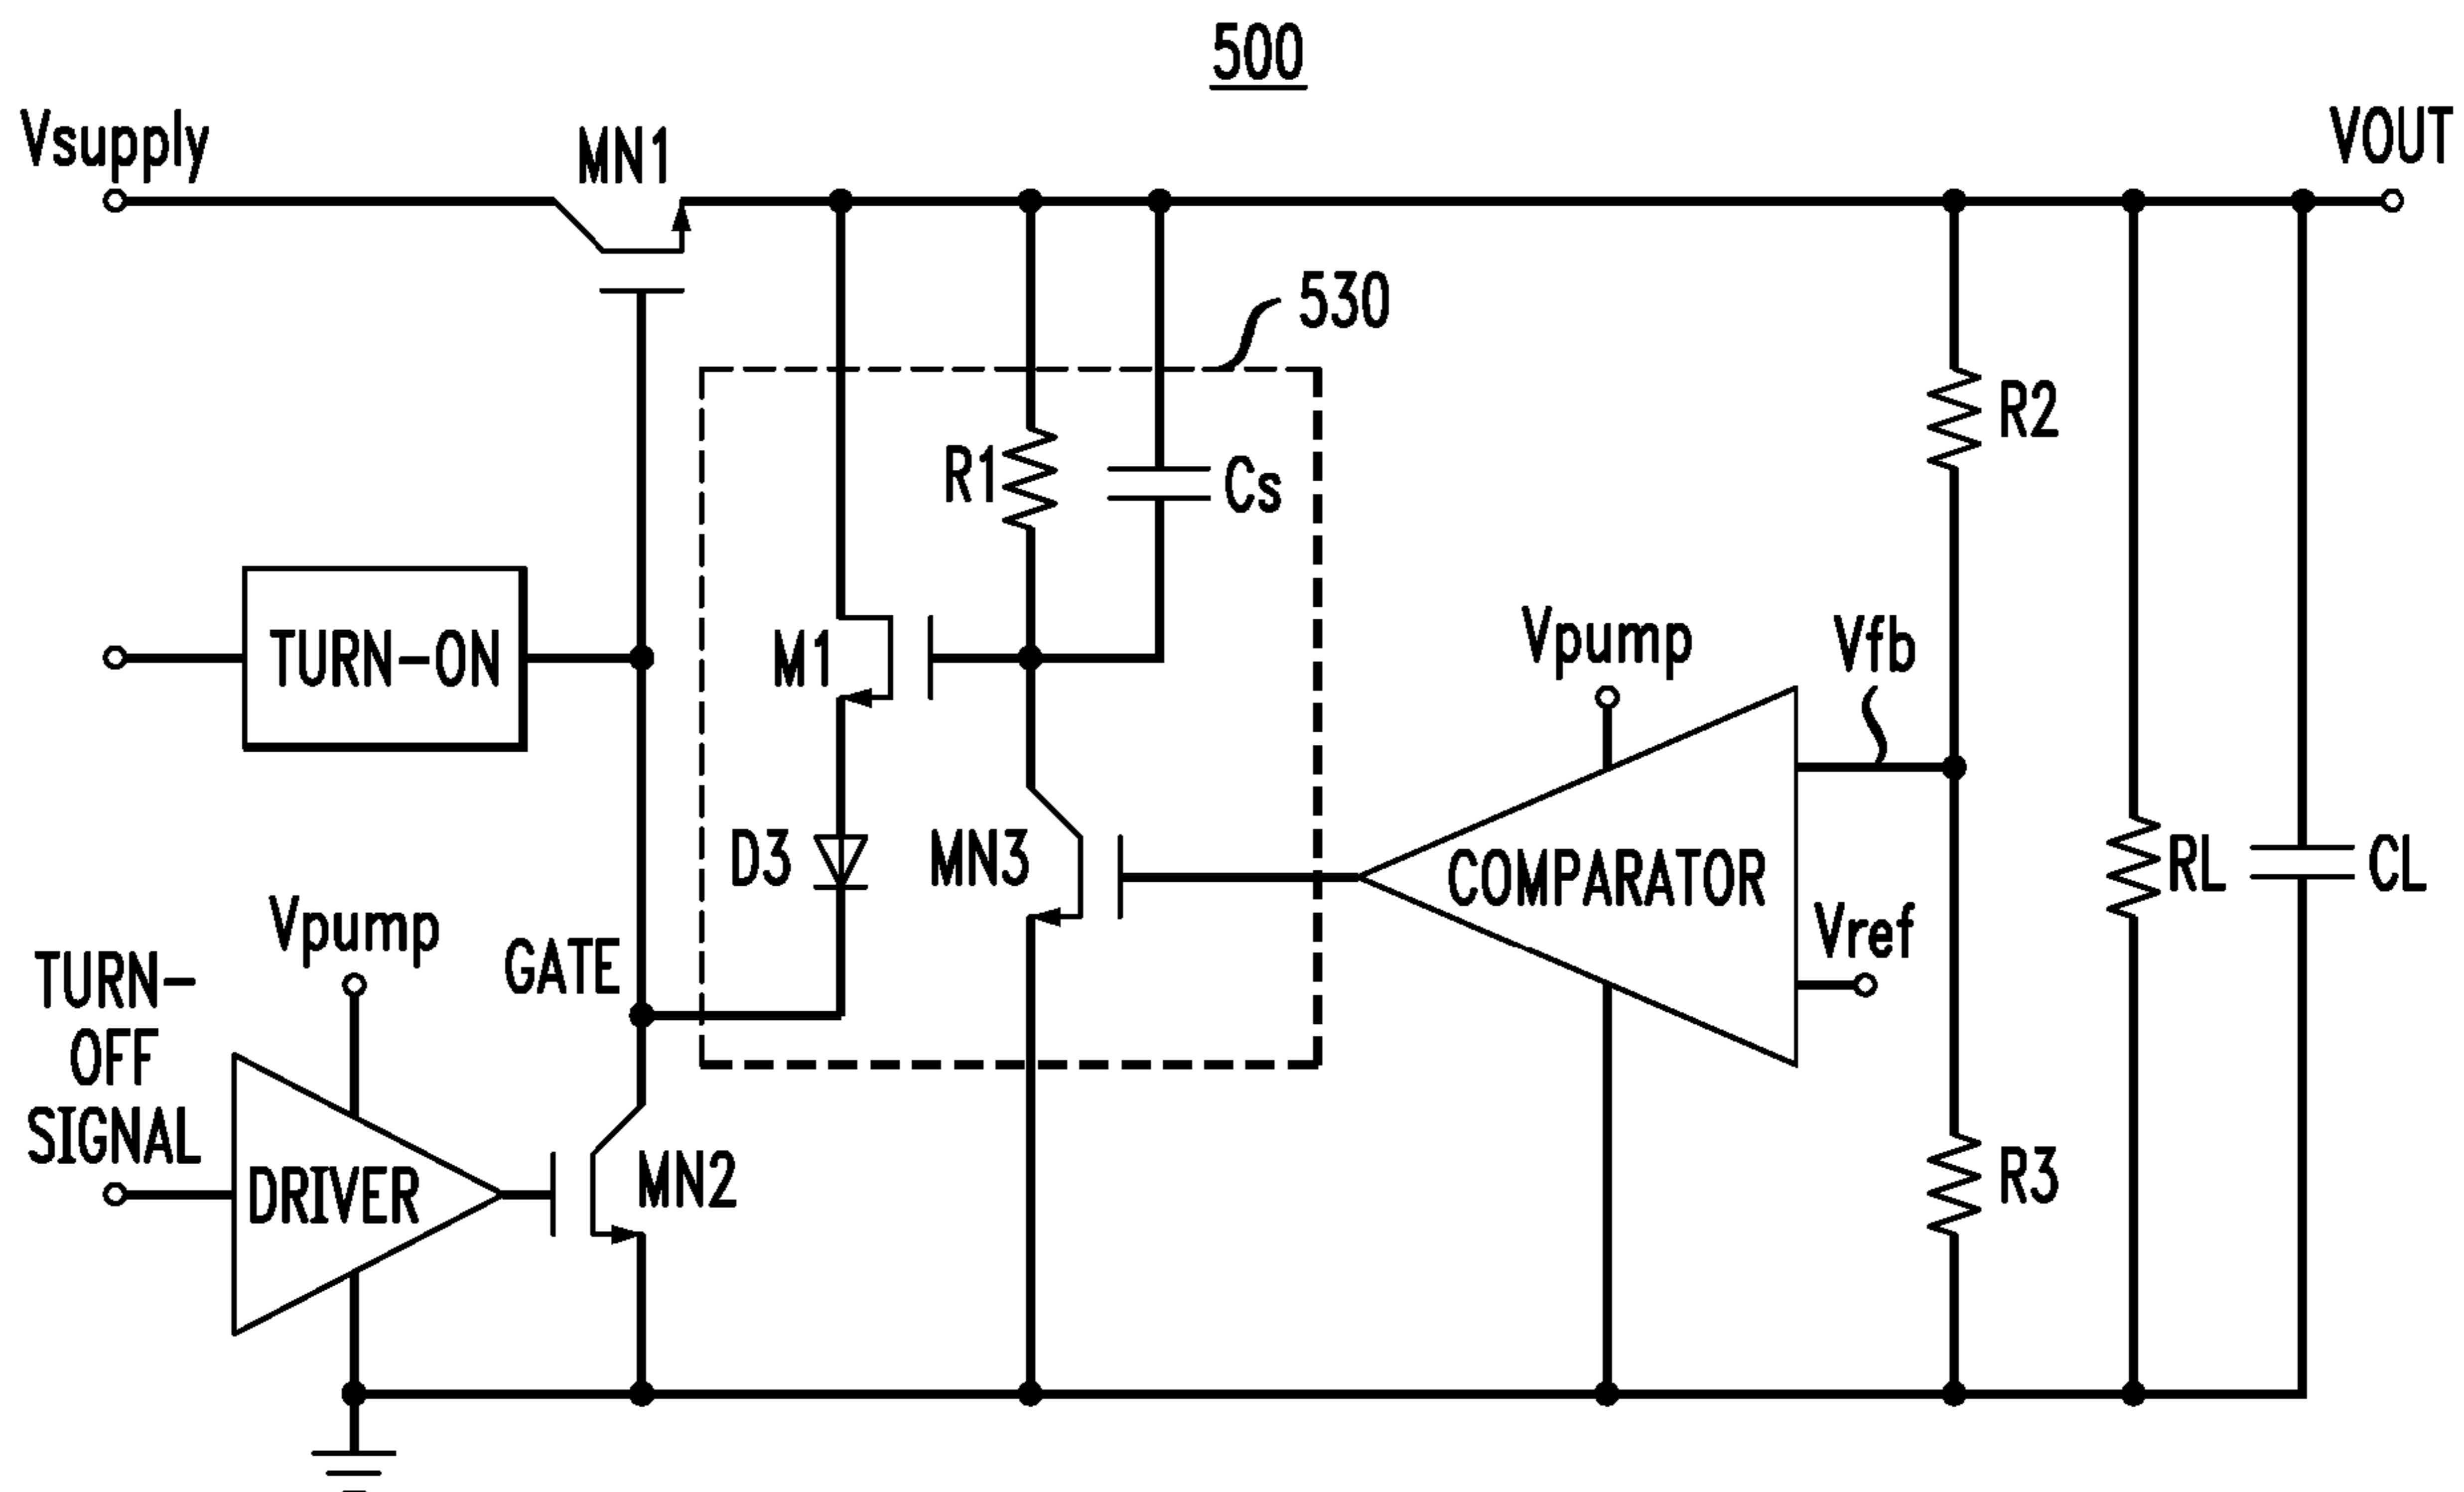 500
Vsupply
MN1
VOUT
530
R2
R1
Cs
TURN-ON
M1
Vpump
Vfb
D3
MN3
COMPARATOR
RL
CL
Vpump
Vref
GATE
TURN-
OFF
SIGNAL
DRIVER
MN2
R3